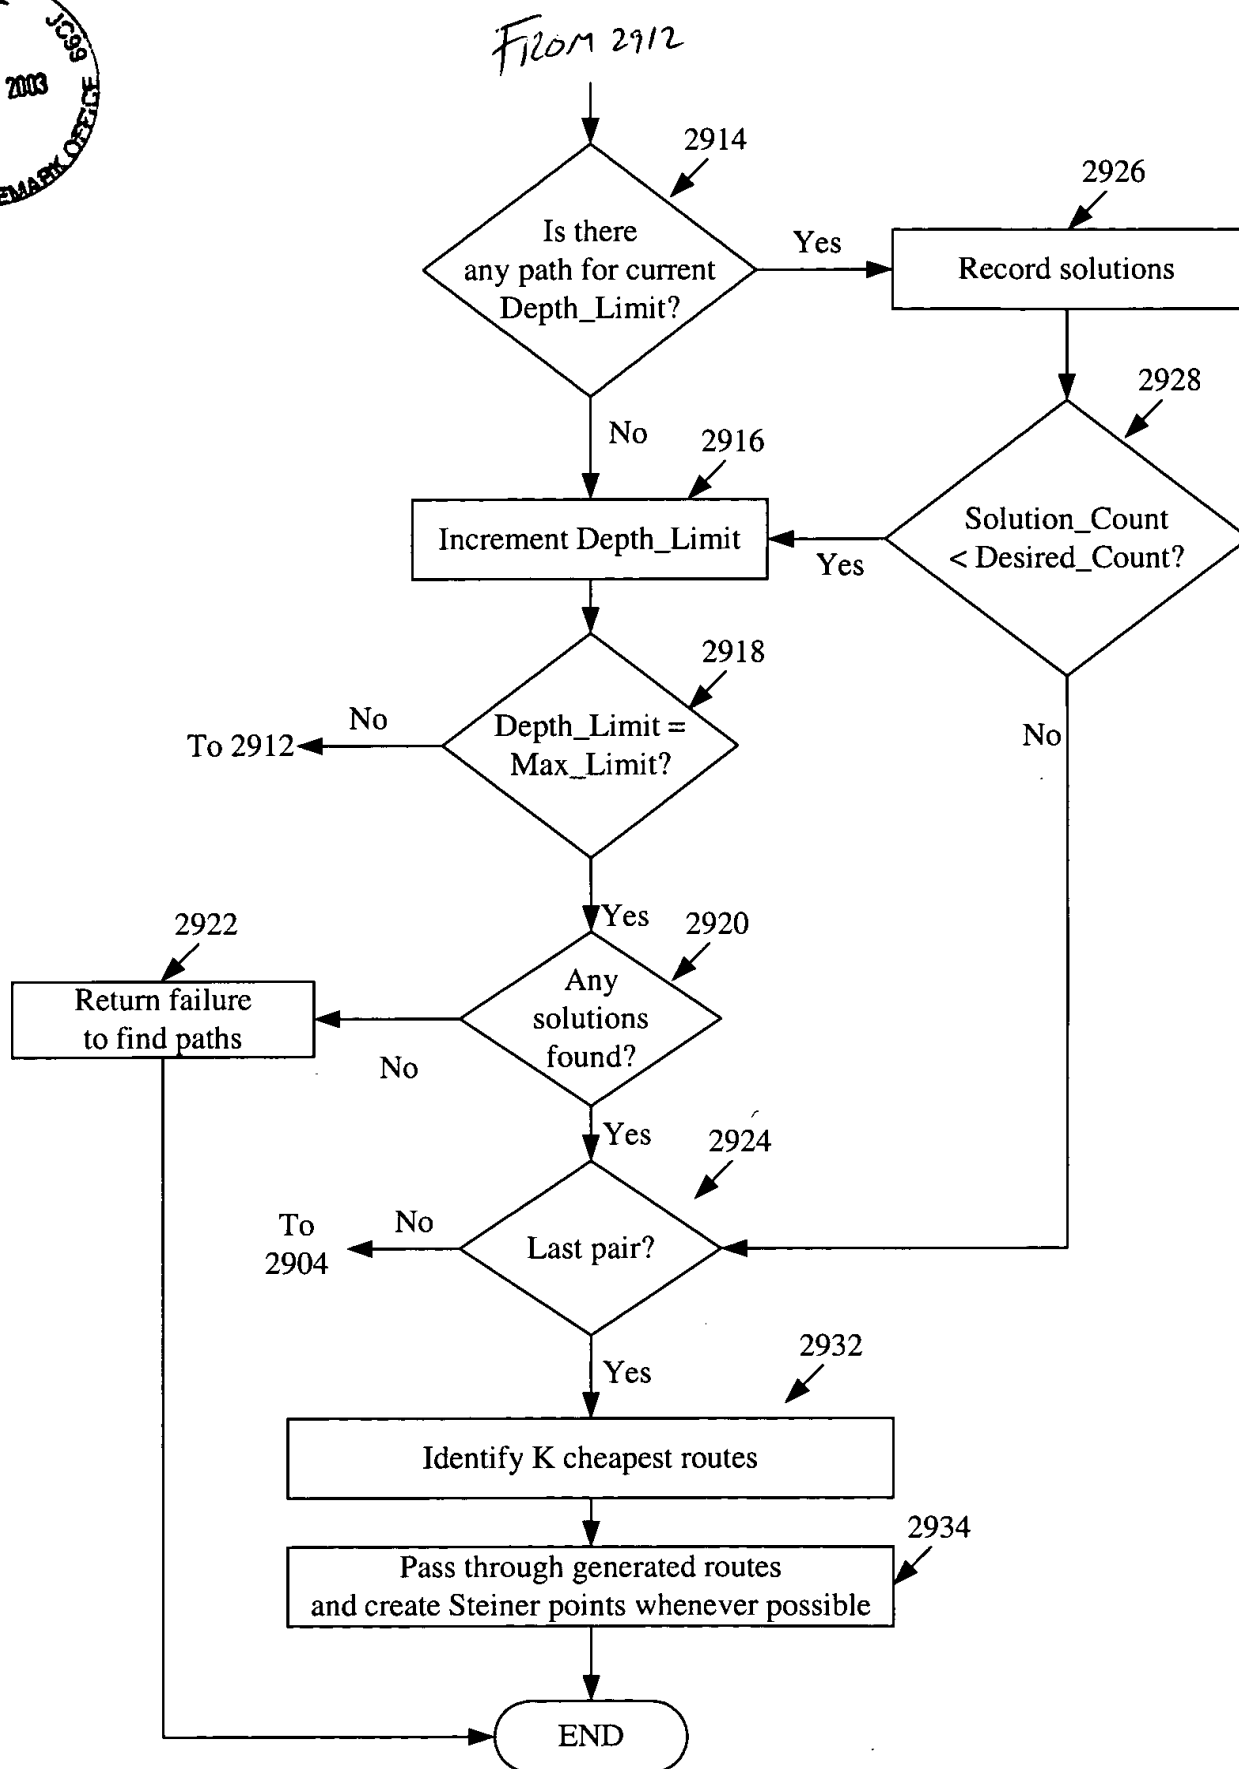 JC99
2003
EMARK OFFICE
FROM 2912
2914
Is there
any path for current
Depth_Limit?
Yes
2926
Record solutions
No
2916
Increment Depth_Limit
2928
Solution_Count
< Desired_Count?
Yes
No
2918
Depth_Limit =
Max_Limit?
No
To 2912
Yes
2920
Any
solutions
found?
2922
Return failure
to find paths
No
Yes
2924
Last pair?
No
To
2904
Yes
2932
Identify K cheapest routes
2934
Pass through generated routes
and create Steiner points whenever possible
END